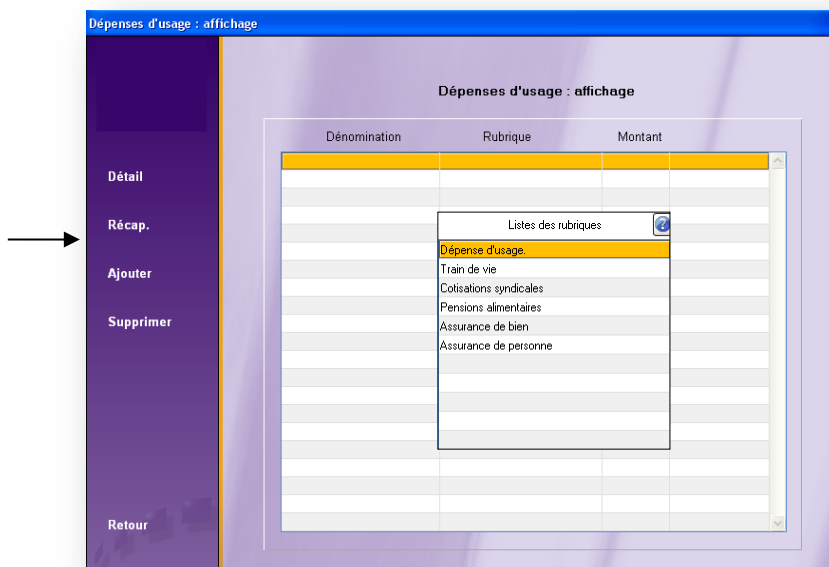 Dépenses d'usage : affichage
Dépenses d'usage : affichage
Dénomination Rubrique Montant
Détail
Récap.
Ajouter
Supprimer
Retour
Listes des rubriques ?
Dépense d'usage.
Train de vie
Cotisations syndicales
Pensions alimentaires
Assurance de bien
Assurance de personne